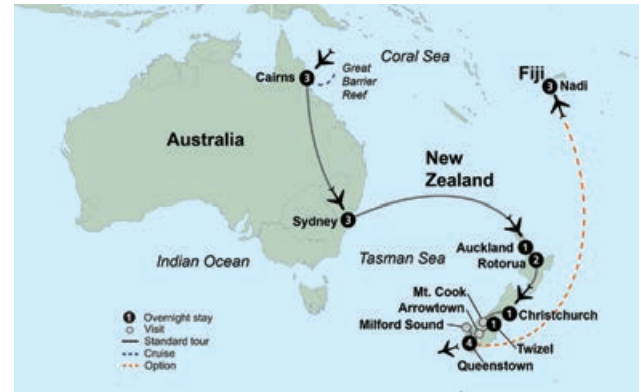 Coral Sea
Cairns 3
Great
Barrier
Reef
Fiji
3 Nadi
Australia
New
Zealand
Sydney 3
Auckland 1
Rotorua 2
Indian Ocean
Tasman Sea
Mt. Cook
Arrowtown
Milford Sound
1 Christchurch
1
Twizel
4
Queenstown
1 Overnight stay
Visit
Standard tour
Cruise
Option